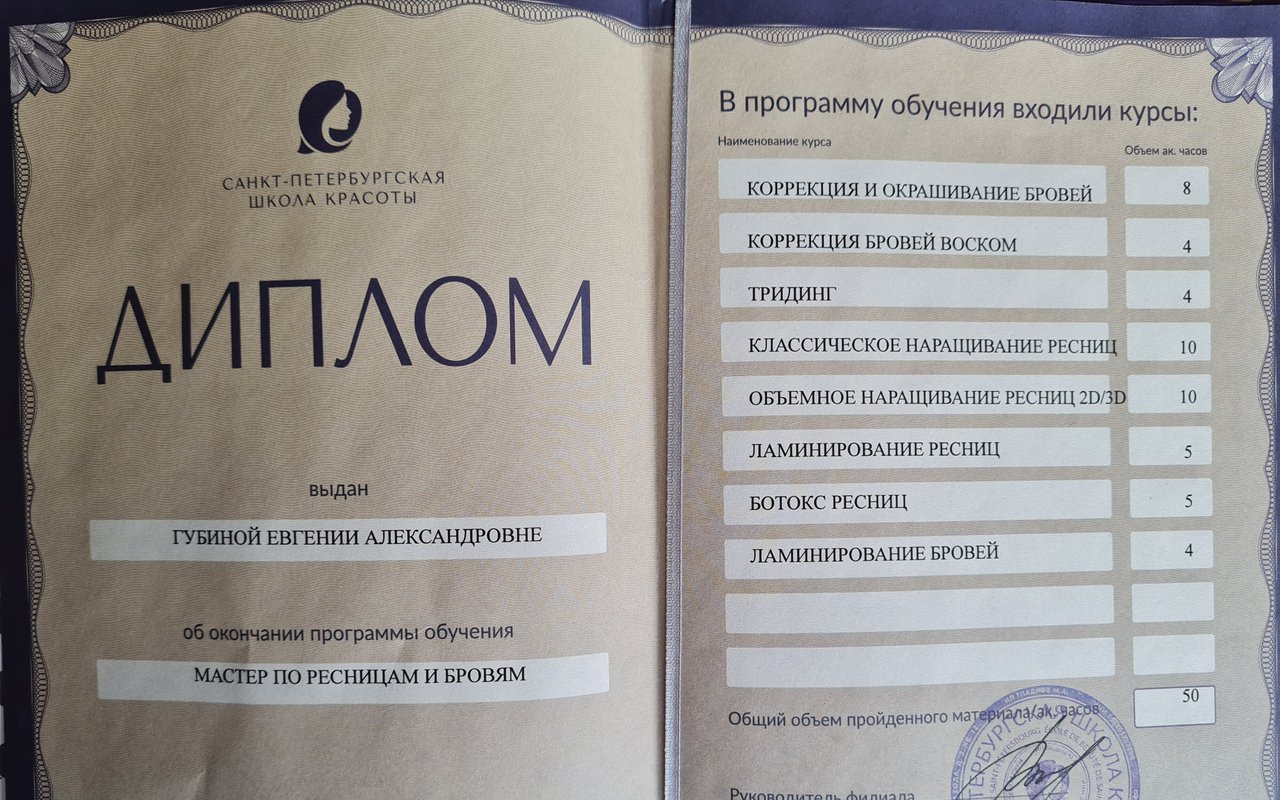 САНКТ-ПЕТЕРБУРГСКАЯ
ШКОЛА КРАСОТЫ
ДИПЛОМ
выдан
ГУБИНОЙ ЕВГЕНИИ АЛЕКСАНДРОВНЕ
об окончании программы обучения
МАСТЕР ПО РЕСНИЦАМ И БРОВЯМ
В программу обучения входили курсы:
Наименование курса Объем ак. часов
КОРРЕКЦИЯ И ОКРАШИВАНИЕ БРОВЕЙ 8
КОРРЕКЦИЯ БРОВЕЙ ВОСКОМ 4
ТРИДИНГ 4
КЛАССИЧЕСКОЕ НАРАЩИВАНИЕ РЕСНИЦ 10
ОБЪЕМНОЕ НАРАЩИВАНИЕ РЕСНИЦ 2D/3D 10
ЛАМИНИРОВАНИЕ РЕСНИЦ 5
БОТОКС РЕСНИЦ 5
ЛАМИНИРОВАНИЕ БРОВЕЙ 4
Общий объем пройденного материала/ак. часов 50
Руководитель филиала